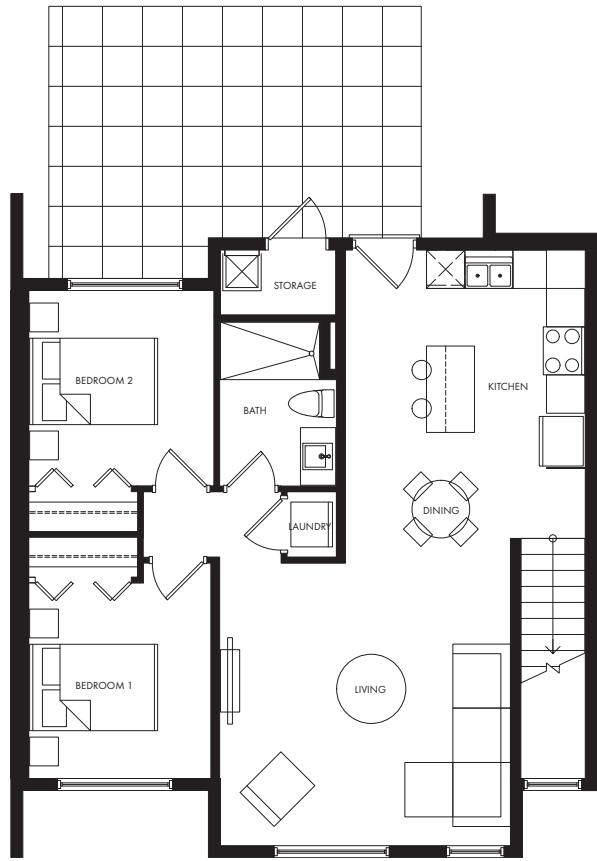 STORAGE
BEDROOM 2
KITCHEN
BATH
DINING
LAUNDRY
BEDROOM 1
LIVING